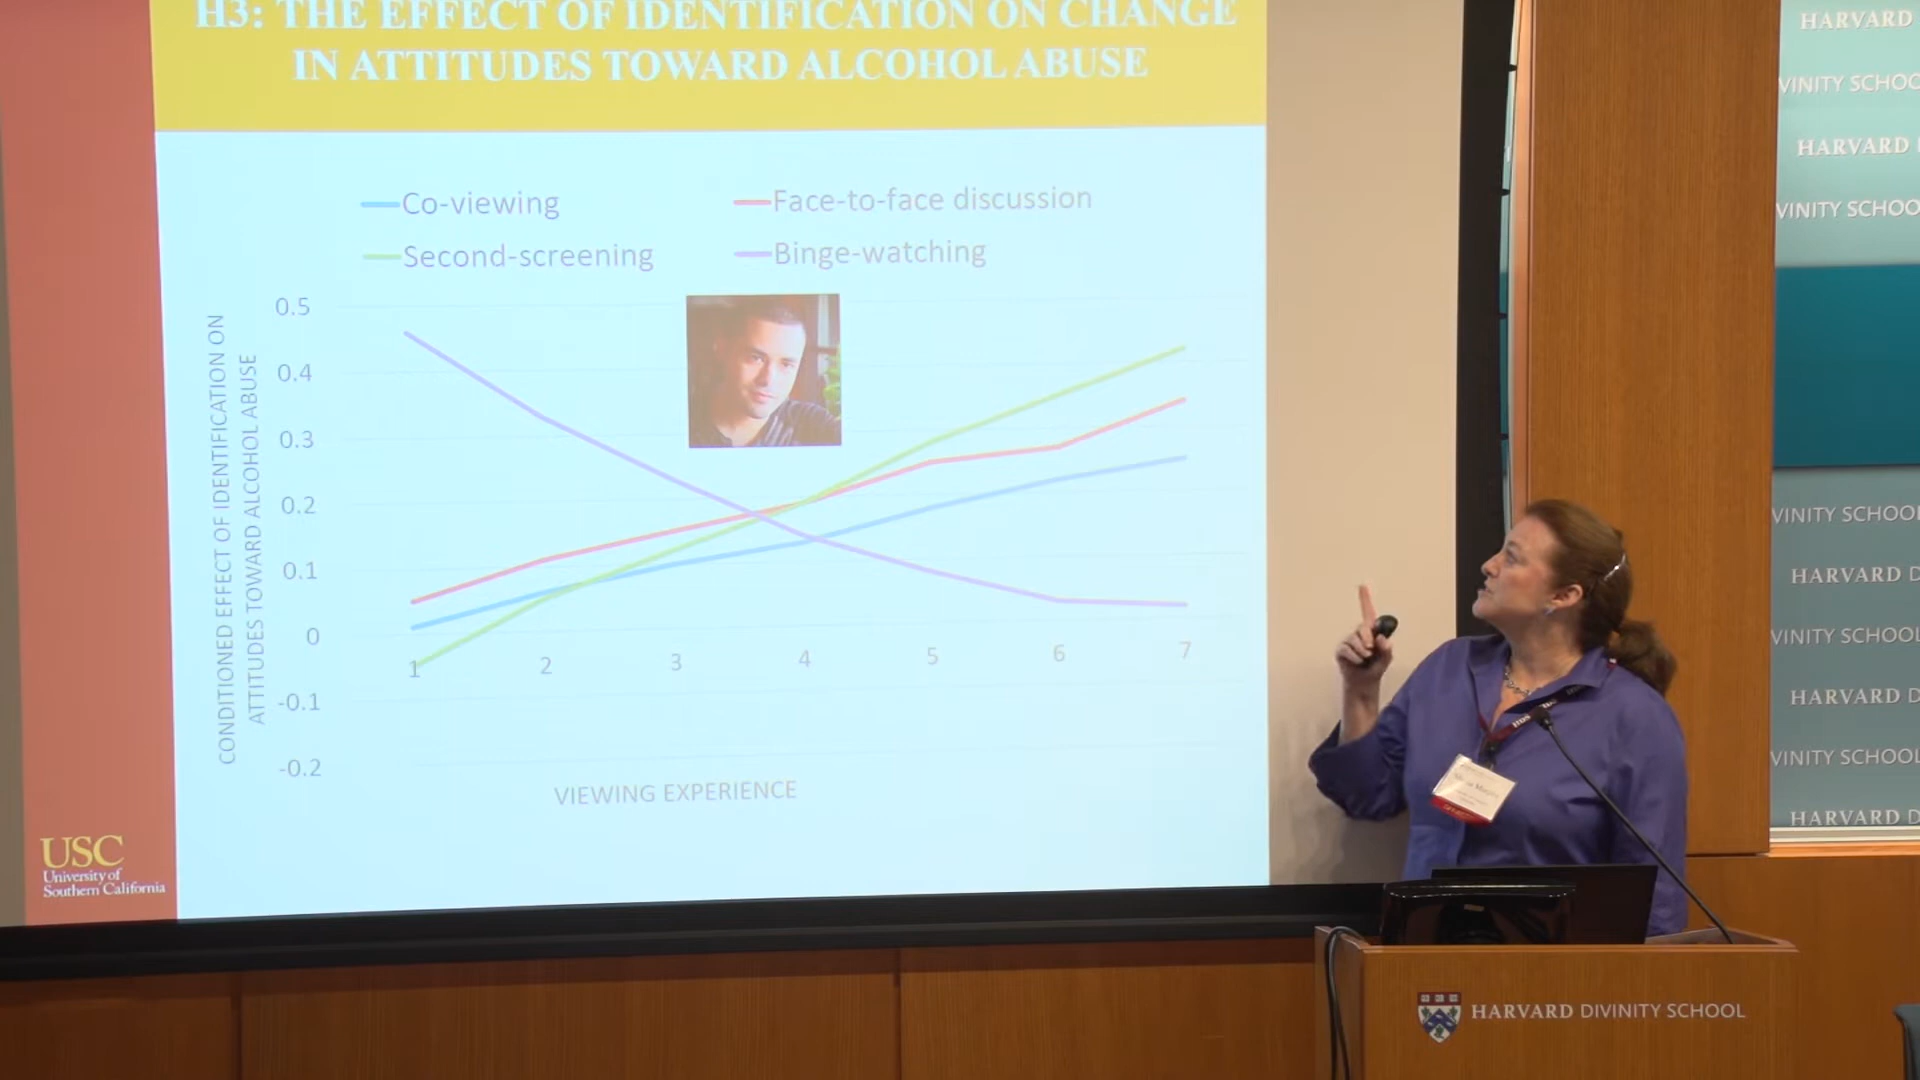 H3: THE EFFECT OF IDENTIFICATION ON CHANGE
IN ATTITUDES TOWARD ALCOHOL ABUSE
Co-viewing
Face-to-face discussion
Second-screening
Binge-watching
CONDITIONED EFFECT OF IDENTIFICATION ON
ATTITUDES TOWARD ALCOHOL ABUSE
0.5
0.4
0.3
0.2
0.1
0
-0.1
-0.2
1 2 3 4 5 6 7
VIEWING EXPERIENCE
USC
University of
Southern California
HARVARD
VINITY SCHOO
HARVARD
VINITY SCHOO
VINITY SCHOOL
HARVARD D
VINITY SCHOOL
HARVARD D
VINITY SCHOOL
HARVARD D
HDS
HARVARD DIVINITY SCHOOL